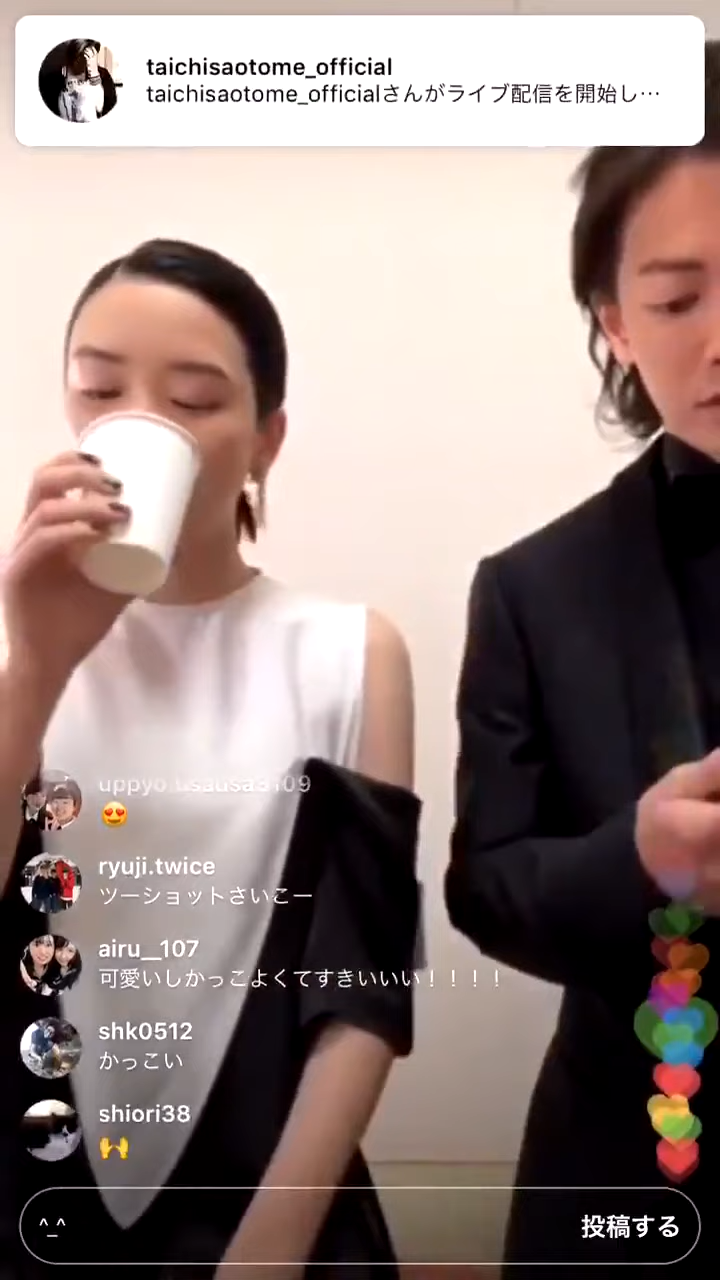 taichisaotome_official
taichisaotome_officialさんがライブ配信を開始し…
uppyo.usausa3109
😍
ryuji.twice
ツーショットさいこー
airu__107
可愛いしかっこよくてすきいいい！！！！
shk0512
かっこい
shiori38
🙌
^_^
投稿する